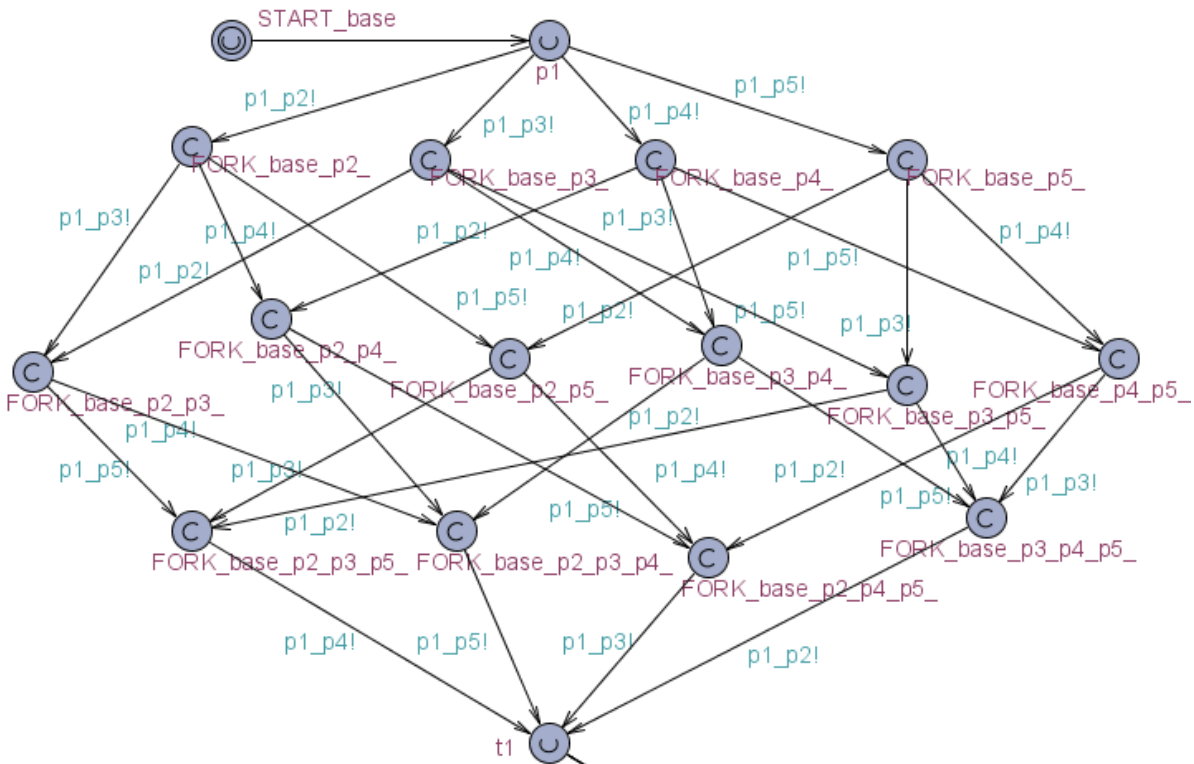 START_base
p1
p1_p2!
p1_p3!
p1_p4!
p1_p5!
FORK_base_p2_
FORK_base_p3_
FORK_base_p4_
FORK_base_p5_
p1_p3!
p1_p4!
p1_p2!
p1_p5!
p1_p2!
p1_p4!
p1_p3!
p1_p5!
p1_p2!
p1_p5!
p1_p3!
p1_p4!
FORK_base_p2_p3_
FORK_base_p2_p4_
FORK_base_p2_p5_
FORK_base_p3_p4_
FORK_base_p3_p5_
FORK_base_p4_p5_
p1_p5!
p1_p4!
p1_p3!
p1_p3!
p1_p2!
p1_p5!
p1_p4!
p1_p2!
p1_p2!
p1_p5!
p1_p4!
p1_p3!
FORK_base_p2_p3_p5_
FORK_base_p2_p3_p4_
FORK_base_p2_p4_p5_
FORK_base_p3_p4_p5_
p1_p4!
p1_p5!
p1_p3!
p1_p2!
t1